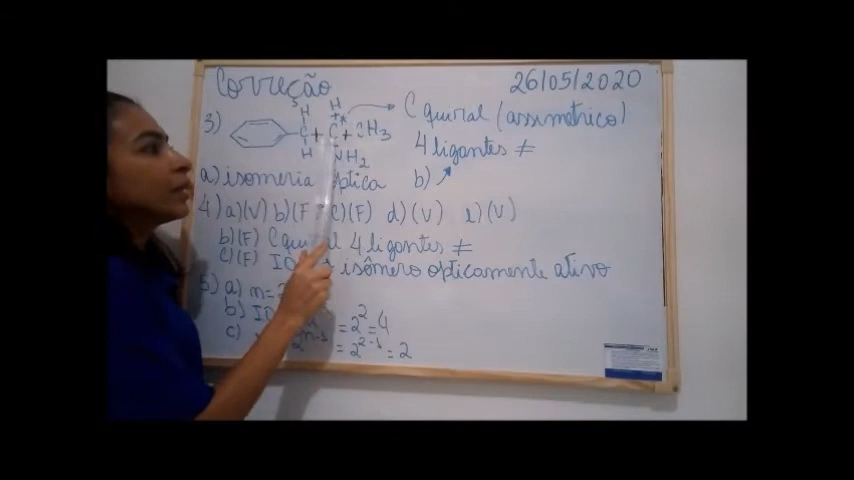 Correção 26/05/2020
3) H H
C + C* + CH3 C quiral (assimetrico)
H NH2 4 ligantes ≠
a) isomeria óptica b)
4) a)(V) b)(F) c)(F) d)(V) e)(V)
b)(F) C quiral 4 ligantes ≠
c)(F) isômero opticamente ativo
5) a) n=
b) = 2² = 4
c) = 2²⁻¹ = 2